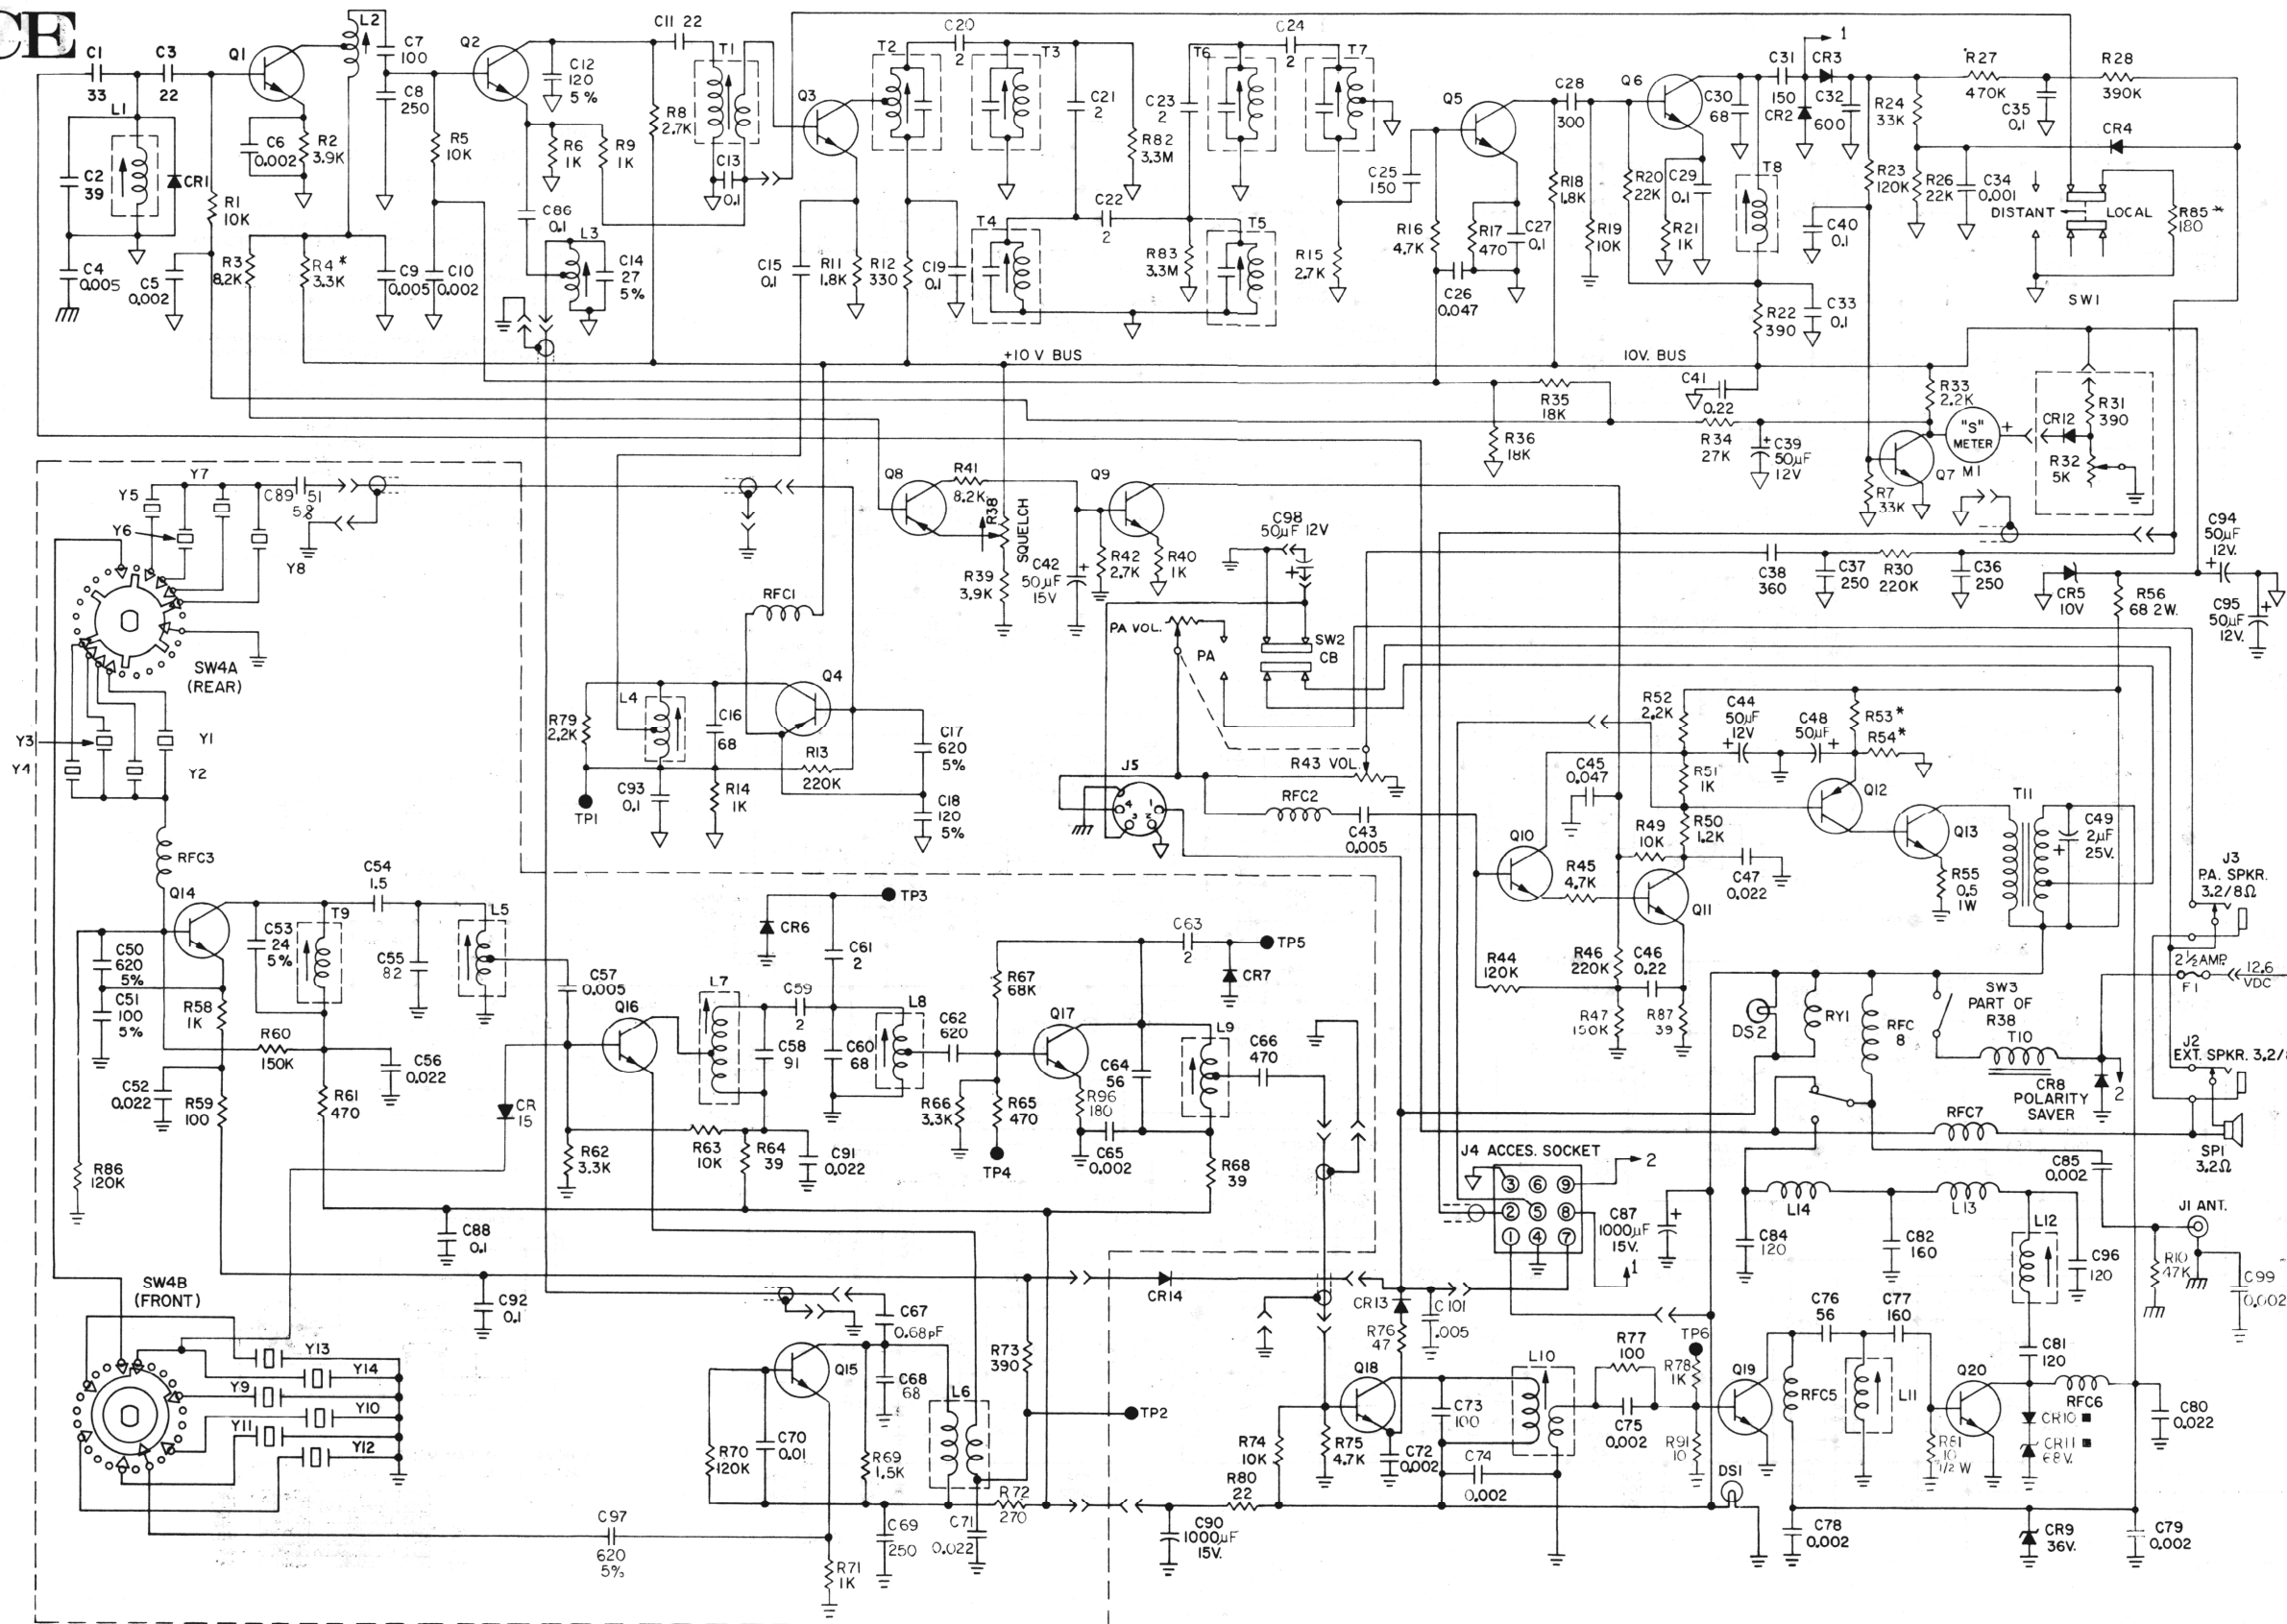 CE
C1
33
C3
22
Q1
L2
C7
100
C8
250
Q2
C12
120
5%
C11 22
T1
R8
2.7K
C20
2
T2
T3
C21
2
R82
3.3M
C24
2
T6
T7
C23
2
Q3
L1
C2
39
CR1
C6
0.002
R2
3.9K
R1
10K
R5
10K
R6
1K
R9
1K
C13
0.1
C86
0.1
L3
C14
27
5%
C4
0.005
C5
0.002
R3
8.2K
R4*
3.3K
C9
0.005
C10
0.002
C15
0.1
R11
1.8K
R12
330
C19
0.1
T4
C22
2
T5
R83
3.3M
R15
2.7K
C25
150
Q5
C28
300
Q6
C30
68
C31
150
CR3
1
CR2
C32
600
R24
33K
R27
470K
C35
0.1
R28
390K
CR4
R16
4.7K
R17
470
C27
0.1
C26
0.047
R18
1.8K
R19
10K
R20
22K
C29
0.1
R21
1K
T8
C40
0.1
R23
120K
R26
22K
C34
0.001
DISTANT
LOCAL
R85*
180
SW1
R22
390
C33
0.1
+10 V BUS
10V. BUS
C41
0.22
R35
18K
R36
18K
R34
27K
C39
50µF
12V
R33
2.2K
"S"
METER
M1
+
CR12
R31
390
R32
5K
Q7
R7
33K
Y5
Y7
Y6
Y8
C89 51
5%
SW4A
(REAR)
Y3
Y4
Y1
Y2
Q8
R41
8.2K
R38
SQUELCH
R39
3.9K
C42
50µF
15V
Q9
R42
2.7K
R40
1K
C98
50µF 12V
C38
360
C37
250
R30
220K
C36
250
CR5
10V
R56
68 2W.
C94
50µF
12V.
C95
50µF
12V.
RFC1
PA VOL.
PA
SW2
CB
R79
2.2K
L4
C16
68
Q4
R13
220K
C17
620
5%
C18
120
5%
TP1
C93
0.1
R14
1K
J5
4
1
3
2
R43 VOL.
RFC2
C43
0.005
R52
2.2K
C44
50µF
12V
C48
50µF
R53*
R54*
C45
0.047
R51
1K
Q12
R50
1.2K
R49
10K
Q13
T11
C49
2µF
25V.
Q10
R45
4.7K
Q11
C47
0.022
R55
0.5
1W
J3
PA. SPKR.
3.2/8Ω
RFC3
Q14
C54
1.5
C53
24
5%
T9
C55
82
L5
C50
620
5%
C51
100
5%
R58
1K
R60
150K
C56
0.022
C52
0.022
R59
100
R61
470
R86
120K
CR6
TP3
C61
2
C63
2
TP5
CR7
C57
0.005
Q16
L7
C59
2
C58
91
C60
68
L8
C62
620
R67
68K
Q17
C64
56
L9
C66
470
CR
15
R62
3.3K
R63
10K
R64
39
C91
0.022
R66
3.3K
R65
470
TP4
R96
180
C65
0.002
R68
39
R44
120K
R46
220K
C46
0.22
R87
39
DS2
RY1
RFC
8
SW3
PART OF
R38
T10
2½AMP.
F1
12.6
VDC
CR8
POLARITY
SAVER
2
J2
EXT. SPKR. 3.2/8
RFC7
SP1
3.2Ω
J4 ACCES. SOCKET
3 6 9
2 5 8
1 4 7
2
1
C87
1000µF
15V.
C85
0.002
L14
L13
L12
C84
120
C82
160
C96
120
J1 ANT.
R10
47K
C99
0.002
C88
0.1
C92
0.1
SW4B
(FRONT)
Y13
Y14
Y9
Y10
Y11
Y12
C97
620
5%
C67
0.68pF
Q15
C68
68
R70
120K
C70
0.01
R69
1.5K
L6
R73
390
TP2
R72
270
C69
250
C71
0.022
R71
1K
CR14
CR13
C101
.005
R76
47
Q18
R74
10K
R75
4.7K
C72
0.002
C73
100
C74
0.002
L10
R80
22
C90
1000µF
15V.
R77
100
C75
0.002
TP6
R78
1K
R91
10
Q19
DS1
RFC5
C76
56
C77
160
L11
Q20
R81
10
1/2 W
C81
120
RFC6
CR10 ■
CR11 ■
68V.
C80
0.022
C78
0.002
CR9
36V.
C79
0.002